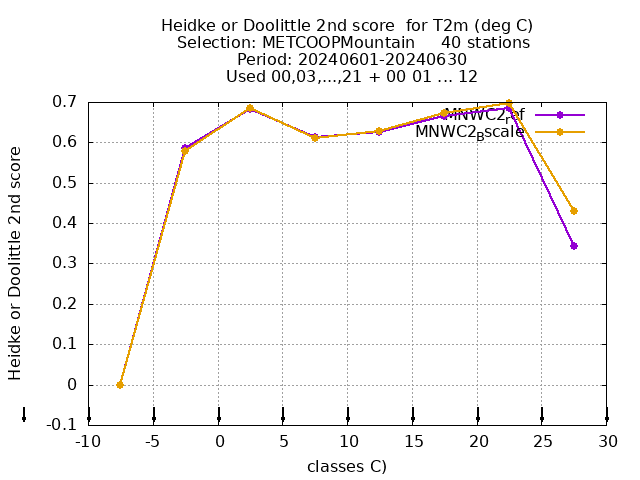 Heidke or Doolittle 2nd score  for T2m (deg C)
Selection: METCOOPMountain     40 stations
Period: 20240601-20240630
Used 00,03,...,21 + 00 01 ... 12
Heidke or Doolittle 2nd score
0.7
0.6
0.5
0.4
0.3
0.2
0.1
0
-0.1
MNWC2ref
MNWC2Bscale
-10 -5 0 5 10 15 20 25 30
classes C)